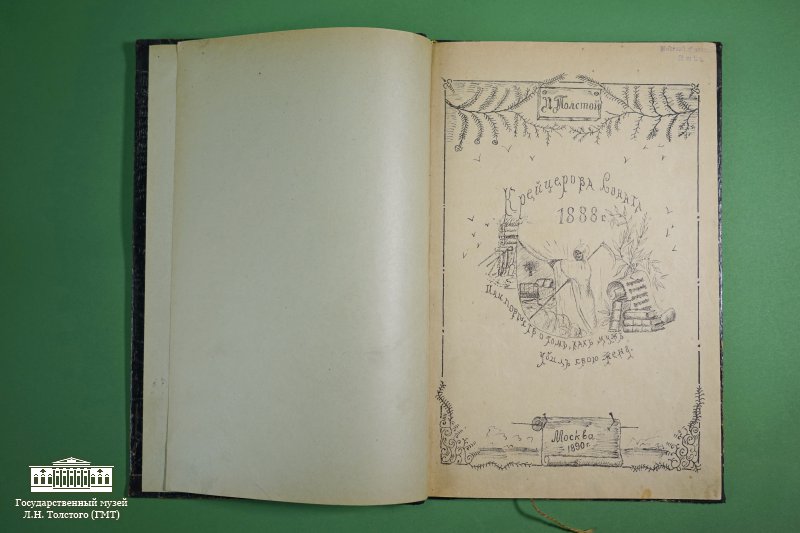 Л. Толстой
Крейцерова Соната
1888 г.
Или повѣсть о томъ, какъ мужъ
убилъ свою жену.
Москва
1890 г.
Государственный музей
Л.Н. Толстого (ГМТ)